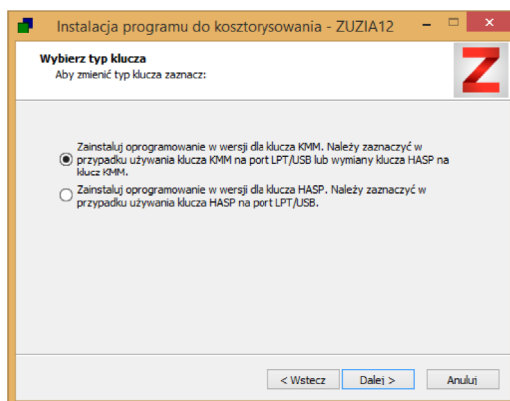 Instalacja programu do kosztorysowania - ZUZIA12
Wybierz typ klucza
Aby zmienić typ klucza zaznacz:
Z
Zainstaluj oprogramowanie w wersji dla klucza KMM. Należy zaznaczyć w
przypadku używania klucza KMM na port LPT/USB lub wymiany klucza HASP na
klucz KMM.
Zainstaluj oprogramowanie w wersji dla klucza HASP. Należy zaznaczyć w
przypadku używania klucza HASP na port LPT/USB.
< Wstecz Dalej > Anuluj